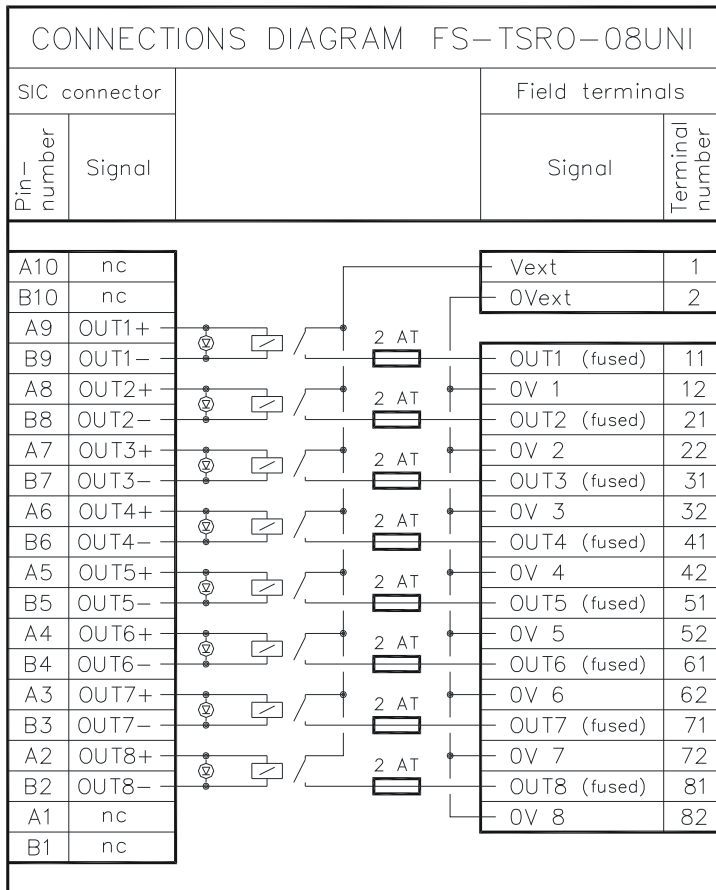 CONNECTIONS DIAGRAM FS-TSRO-08UNI
SIC connector Field terminals
Pin-number Signal Signal Terminal number
A10 nc Vext 1
B10 nc 0Vext 2
A9 OUT1+
2 AT
B9 OUT1- OUT1 (fused) 11
A8 OUT2+ 0V 1 12
2 AT
B8 OUT2- OUT2 (fused) 21
A7 OUT3+ 0V 2 22
2 AT
B7 OUT3- OUT3 (fused) 31
A6 OUT4+ 0V 3 32
2 AT
B6 OUT4- OUT4 (fused) 41
A5 OUT5+ 0V 4 42
2 AT
B5 OUT5- OUT5 (fused) 51
A4 OUT6+ 0V 5 52
2 AT
B4 OUT6- OUT6 (fused) 61
A3 OUT7+ 0V 6 62
2 AT
B3 OUT7- OUT7 (fused) 71
A2 OUT8+ 0V 7 72
2 AT
B2 OUT8- OUT8 (fused) 81
A1 nc 0V 8 82
B1 nc